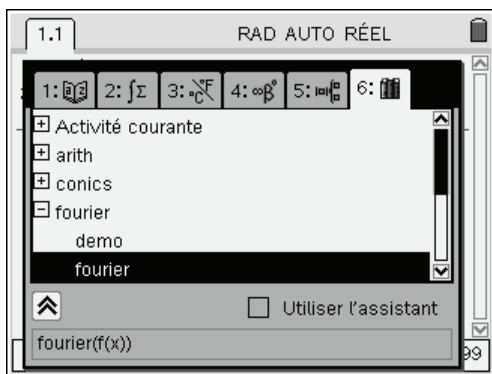 1.1 RAD AUTO RÉEL
1: 2: ∫Σ 3: °C°F 4: ∞β° 5: 6:
Activité courante
arith
conics
fourier
demo
fourier
Utiliser l'assistant
fourier(f(x))
99